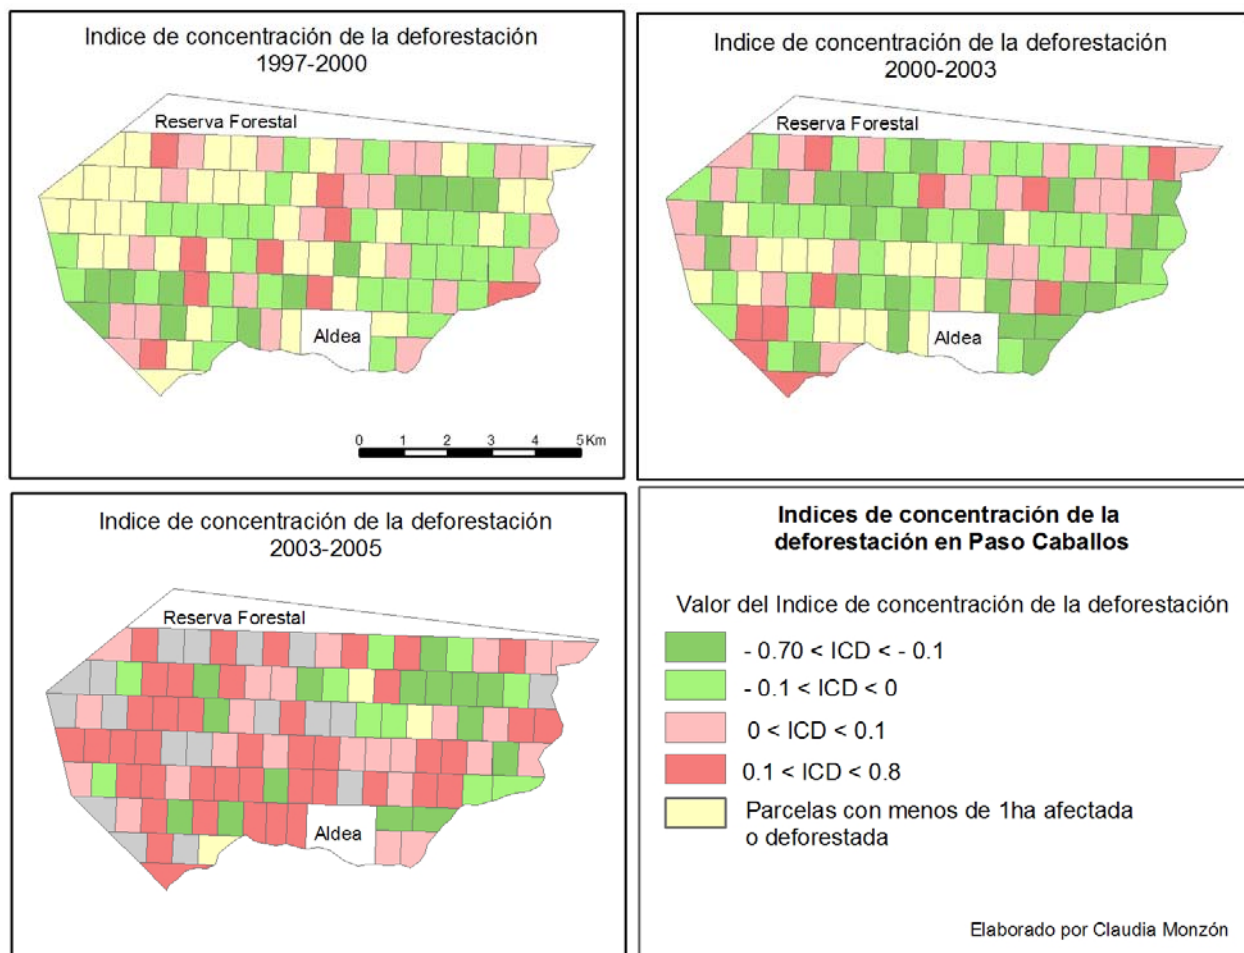 Indice de concentración de la deforestación
1997-2000
Reserva Forestal
Aldea
0 1 2 3 4 5 Km
Indice de concentración de la deforestación
2000-2003
Reserva Forestal
Aldea
Indice de concentración de la deforestación
2003-2005
Reserva Forestal
Aldea
Indices de concentración de la
deforestación en Paso Caballos
Valor del Indice de concentración de la deforestación
- 0.70 < ICD < - 0.1
- 0.1 < ICD < 0
0 < ICD < 0.1
0.1 < ICD < 0.8
Parcelas con menos de 1ha afectada
o deforestada
Elaborado por Claudia Monzón